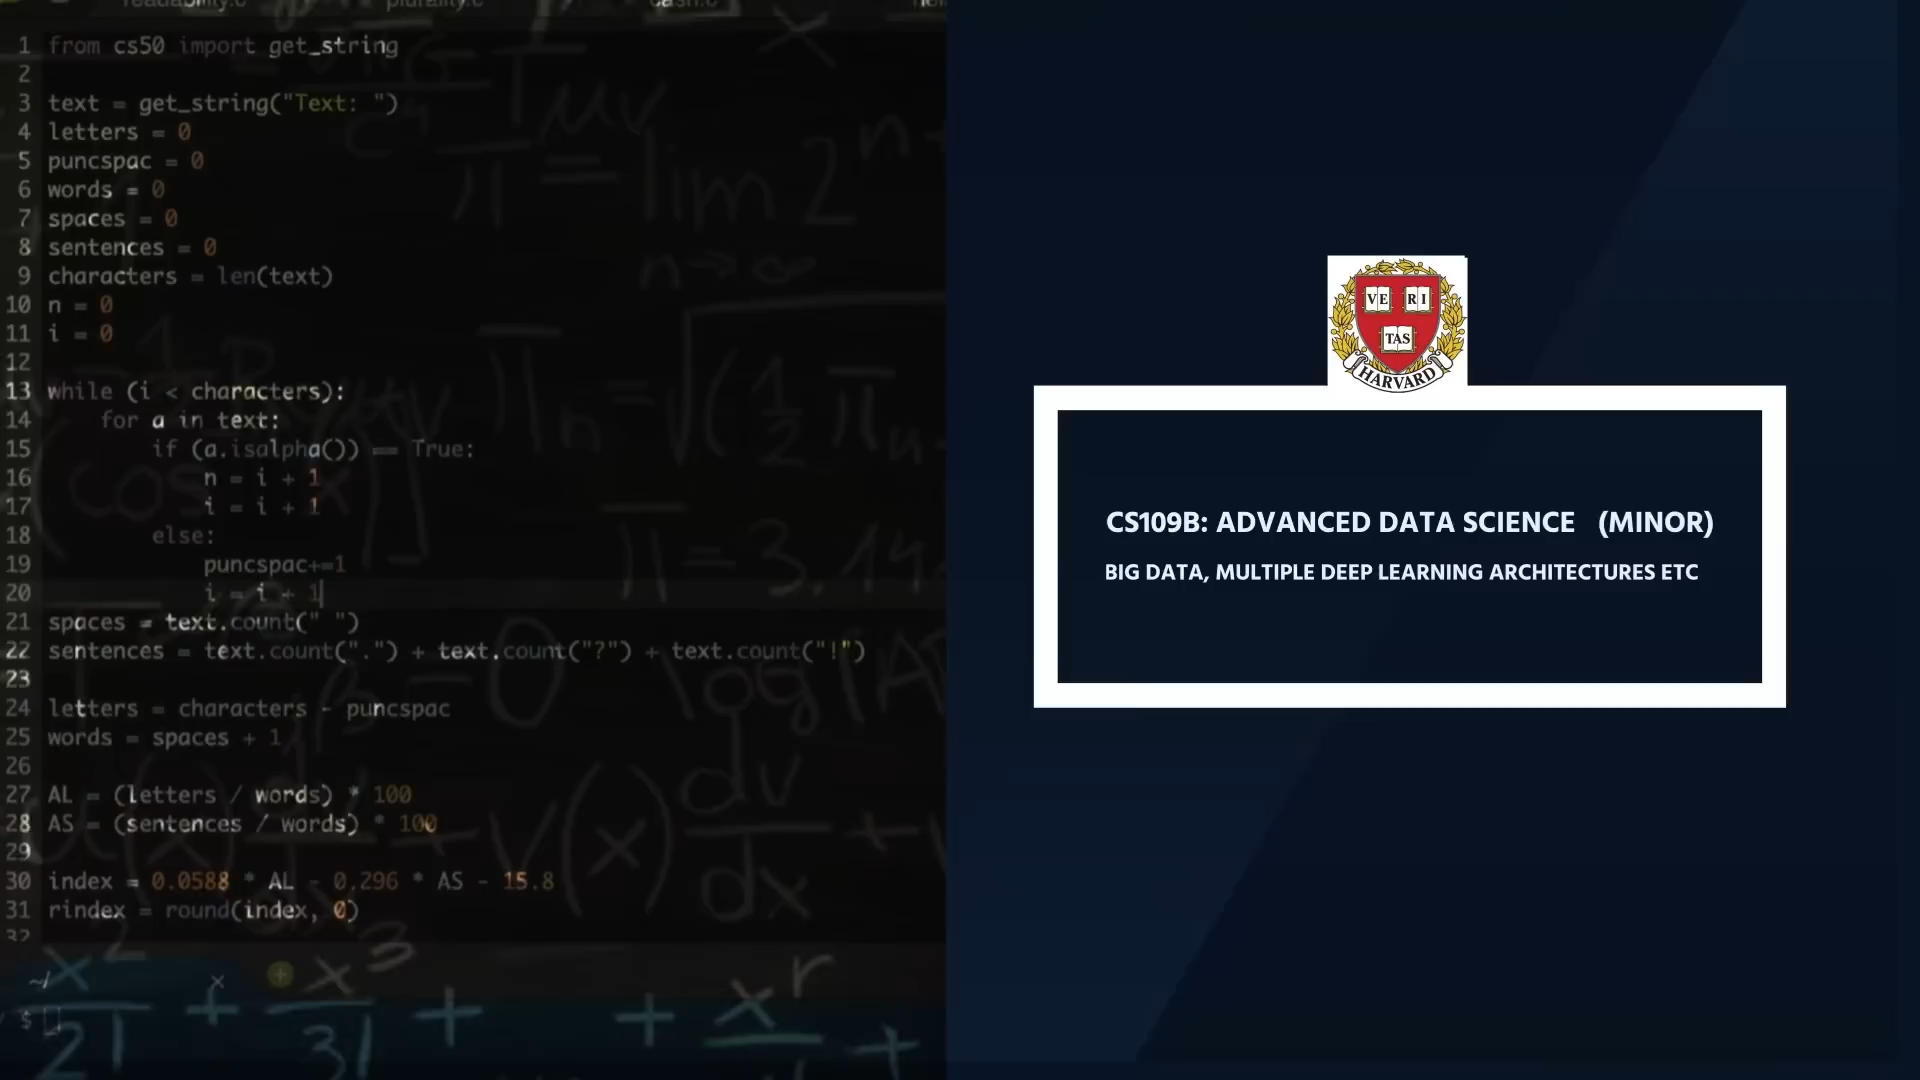 1 from cs50 import get_string
2
3 text = get_string("Text: ")
4 letters = 0
5 puncspac = 0
6 words = 0
7 spaces = 0
8 sentences = 0
9 characters = len(text)
10 n = 0
11 i = 0
12
13 while (i < characters):
14 for a in text:
15 if (a.isalpha()) == True:
16 n = i + 1
17 i = i + 1
18 else:
19 puncspac+=1
20 i = i + 1
21 spaces = text.count(" ")
22 sentences = text.count(".") + text.count("?") + text.count("!")
23
24 letters = characters - puncspac
25 words = spaces + 1
26
27 AL = (letters / words) * 100
28 AS = (sentences / words) * 100
29
30 index = 0.0588 * AL - 0.296 * AS - 15.8
31 rindex = round(index, 0)
32
~/
$
VE RI
TAS
HARVARD
CS109B: ADVANCED DATA SCIENCE (MINOR)
BIG DATA, MULTIPLE DEEP LEARNING ARCHITECTURES ETC